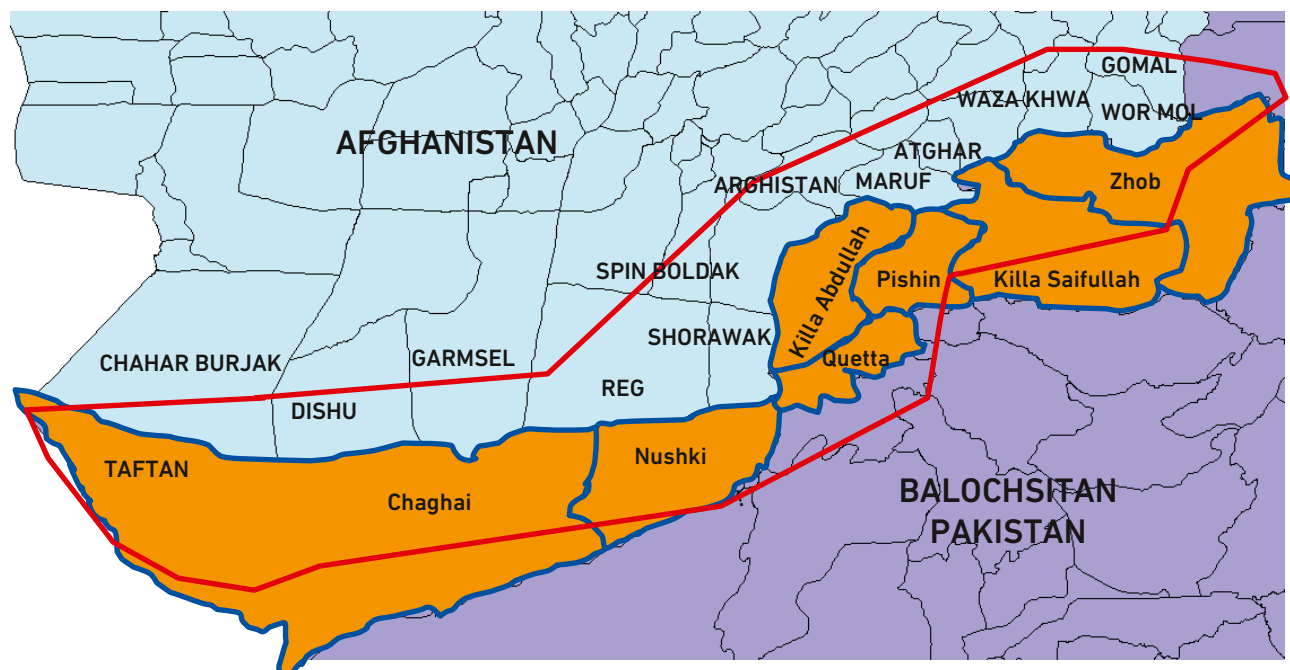 GOMAL
WAZA KHWA
WOR MOL
AFGHANISTAN
ATGHAR
ARGHISTAN
MARUF
Zhob
SPIN BOLDAK
Killa Abdullah
Pishin
Killa Saifullah
SHORAWAK
CHAHAR BURJAK
GARMSEL
Quetta
REG
DISHU
TAFTAN
Nushki
Chaghai
BALOCHSITAN
PAKISTAN